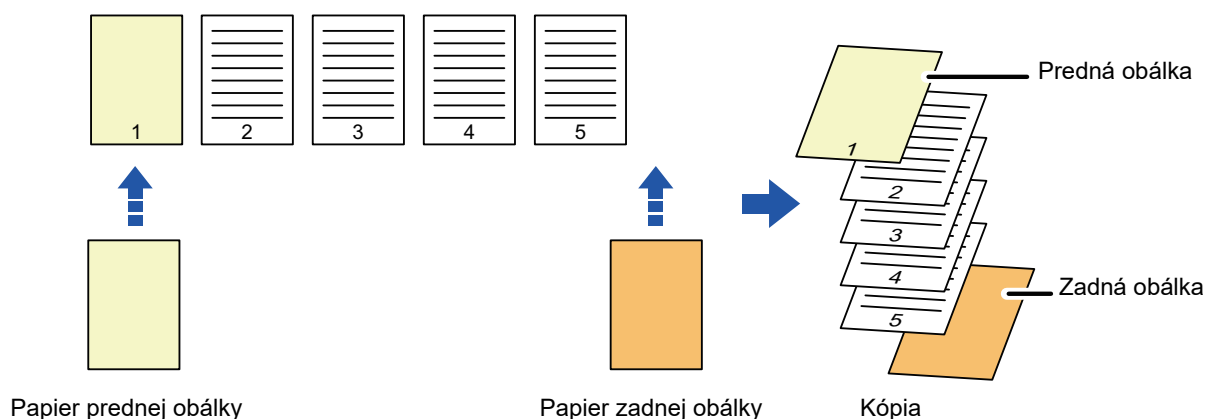 1
2
3
4
5
Predná obálka
1
2
3
4
5
Zadná obálka
Papier prednej obálky
Papier zadnej obálky
Kópia